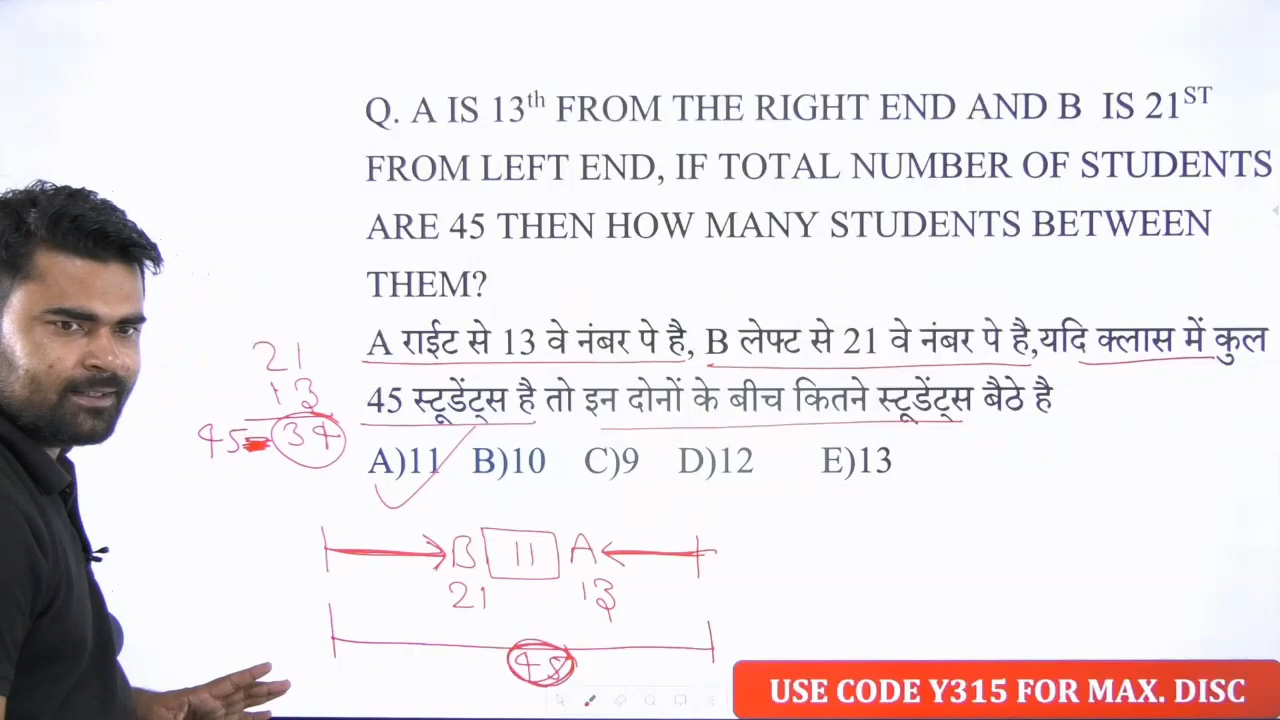 Q. A IS 13th FROM THE RIGHT END AND B IS 21ST
FROM LEFT END, IF TOTAL NUMBER OF STUDENTS
ARE 45 THEN HOW MANY STUDENTS BETWEEN
THEM?
A राईट से 13 वे नंबर पे है, B लेफ्ट से 21 वे नंबर पे है,यदि क्लास में कुल
45 स्टूडेंट्स है तो इन दोनों के बीच कितने स्टूडेंट्स बैठे है
21
13
45-34
A)11 B)10 C)9 D)12 E)13
B 11 A
21 13
45
USE CODE Y315 FOR MAX. DISC